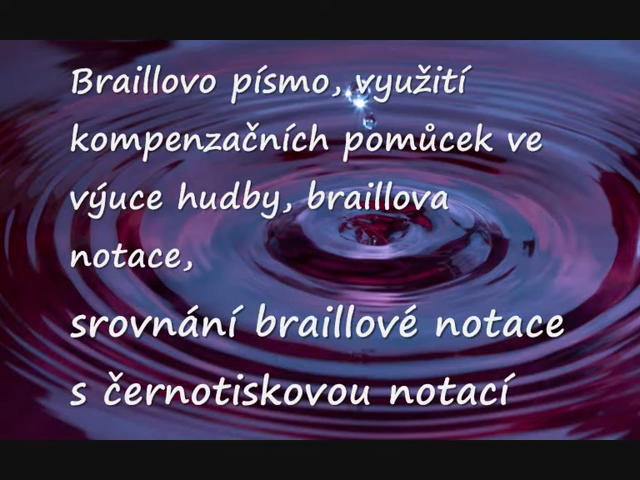 Braillovo písmo, využití
kompenzačních pomůcek ve
výuce hudby, braillova
notace,
srovnání braillové notace
s černotiskovou notací